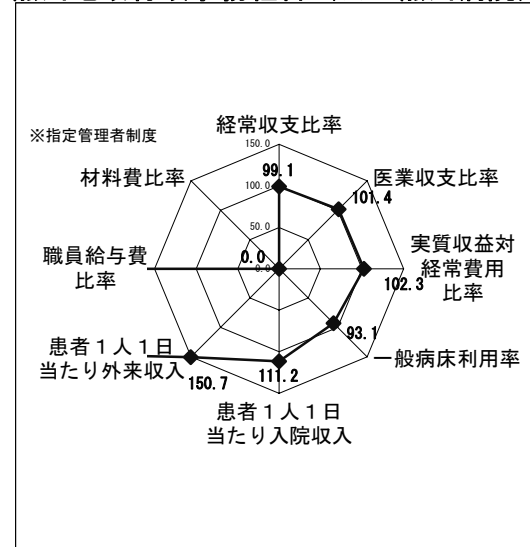 ※指定管理者制度
経常収支比率
150.0
99.1
100.0
50.0
0.0
0.0
医業収支比率
101.4
実質収益対
経常費用
比率
102.3
一般病床利用率
93.1
患者１人１日
当たり入院収入
111.2
患者１人１日
当たり外来収入
150.7
職員給与費
比率
材料費比率